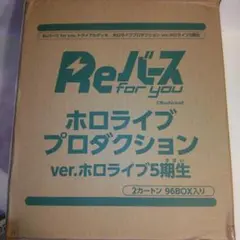 Reバース
for you
ホロライブ
プロダクション
ver.ホロライブ5期生
2カートン 96BOX入り